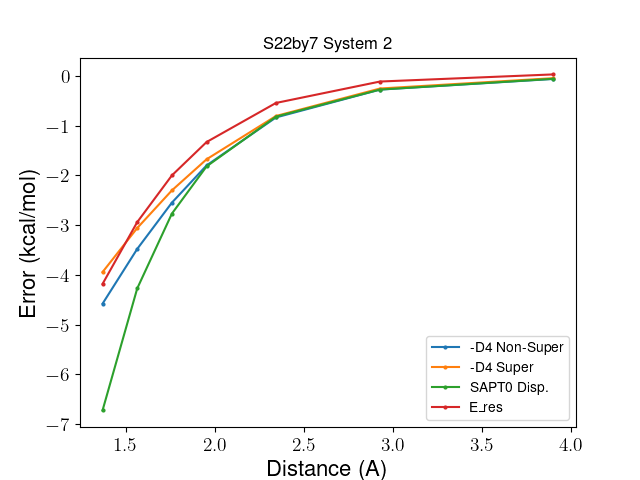 S22by7 System 2
Error (kcal/mol)
0
−1
−2
−3
−4
−5
−6
−7
-D4 Non-Super
-D4 Super
SAPT0 Disp.
E_res
1.5 2.0 2.5 3.0 3.5 4.0
Distance (A)